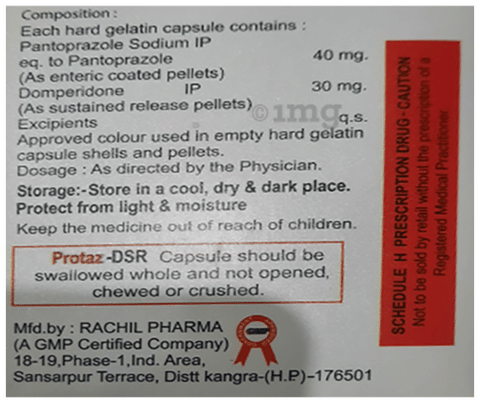 Composition :
Each hard gelatin capsule contains :
Pantoprazole Sodium IP
eq. to Pantoprazole 40 mg.
(As enteric coated pellets)
Domperidone IP 30 mg.
(As sustained release pellets)
Excipients q.s.
Approved colour used in empty hard gelatin
capsule shells and pellets.
Dosage : As directed by the Physician.
Storage:-Store in a cool, dry & dark place.
Protect from light & moisture
Keep the medicine out of reach of children.
Protaz-DSR Capsule should be
swallowed whole and not opened,
chewed or crushed.
Mfd.by : RACHIL PHARMA
(A GMP Certified Company)
18-19,Phase-1,Ind. Area,
Sansarpur Terrace, Distt kangra-(H.P)-176501
GMP
SCHEDULE H PRESCRIPTION DRUG - CAUTION
Not to be sold by retail without the prescription of a
Registered Medical Practitioner
©1mg